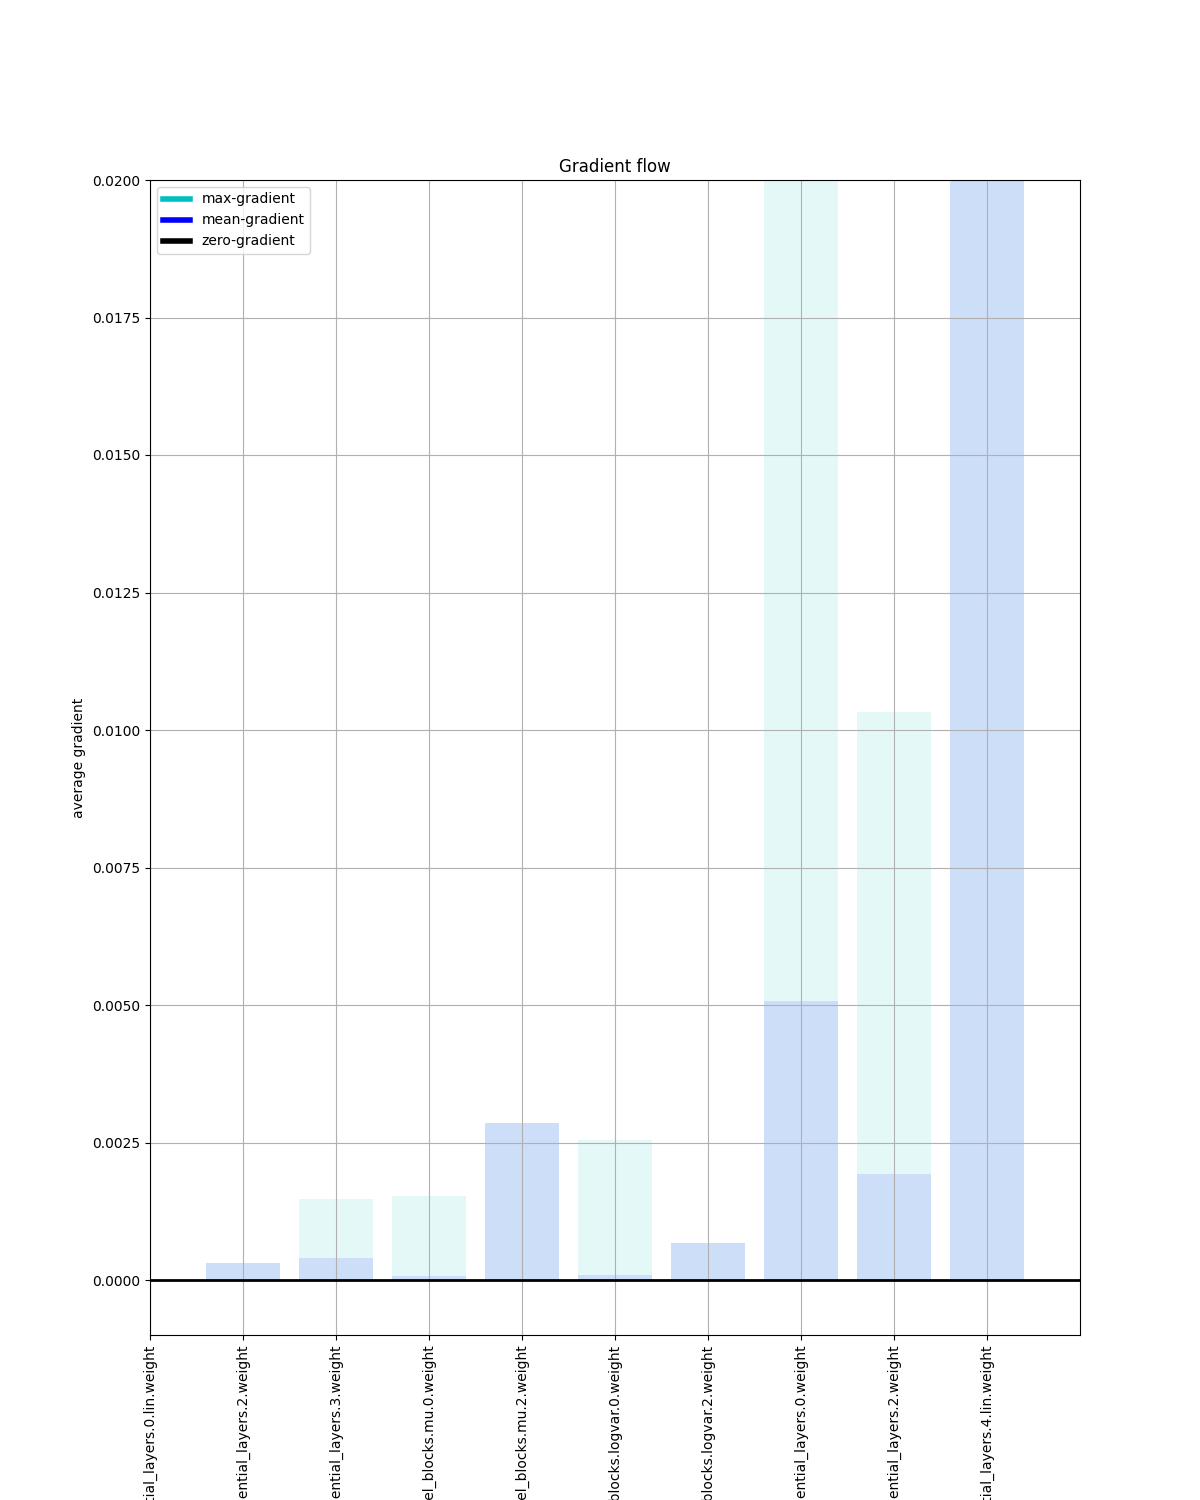 Gradient flow
max-gradient
mean-gradient
zero-gradient
0.0200
0.0175
0.0150
0.0125
0.0100
0.0075
0.0050
0.0025
0.0000
average gradient
tial_layers.0.lin.weight
ential_layers.2.weight
ential_layers.3.weight
el_blocks.mu.0.weight
el_blocks.mu.2.weight
blocks.logvar.0.weight
blocks.logvar.2.weight
ential_layers.0.weight
ential_layers.2.weight
tial_layers.4.lin.weight